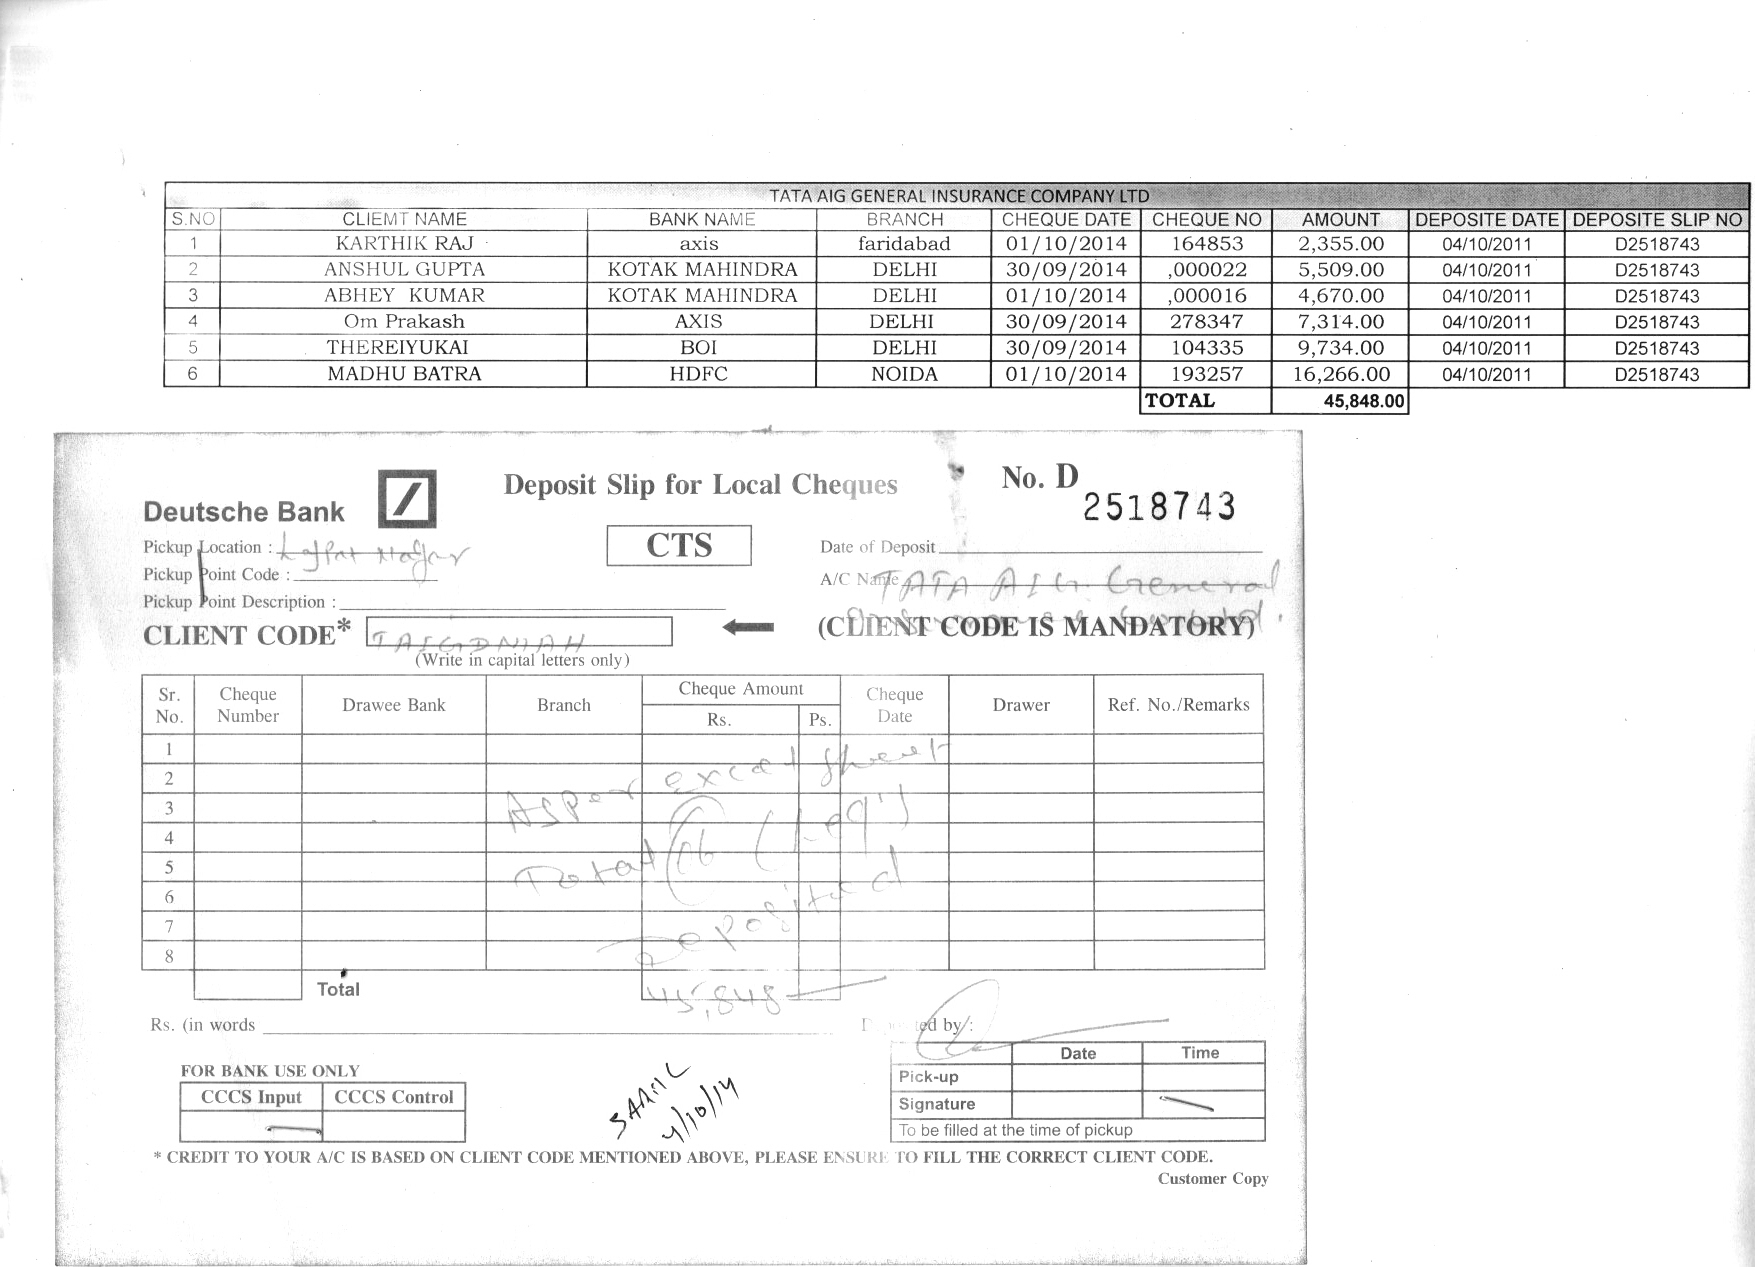 TATA AIG GENERAL INSURANCE COMPANY LTD
S.NO CLIEMT NAME BANK NAME BRANCH CHEQUE DATE CHEQUE NO AMOUNT DEPOSITE DATE DEPOSITE SLIP NO
1 KARTHIK RAJ axis faridabad 01/10/2014 164853 2,355.00 04/10/2011 D2518743
2 ANSHUL GUPTA KOTAK MAHINDRA DELHI 30/09/2014 ,000022 5,509.00 04/10/2011 D2518743
3 ABHEY KUMAR KOTAK MAHINDRA DELHI 01/10/2014 ,000016 4,670.00 04/10/2011 D2518743
4 Om Prakash AXIS DELHI 30/09/2014 278347 7,314.00 04/10/2011 D2518743
5 THEREIYUKAI BOI DELHI 30/09/2014 104335 9,734.00 04/10/2011 D2518743
6 MADHU BATRA HDFC NOIDA 01/10/2014 193257 16,266.00 04/10/2011 D2518743
TOTAL 45,848.00
Deutsche Bank Deposit Slip for Local Cheques No. D 2518743
Pickup Location : Lajpat Nagar CTS Date of Deposit
Pickup Point Code : A/C Name TATA AIG General
Pickup Point Description :
CLIENT CODE* TAIGDNIAH (CLIENT CODE IS MANDATORY)
(Write in capital letters only)
Sr. No. Cheque Number Drawee Bank Branch Cheque Amount Rs. Ps. Cheque Date Drawer Ref. No./Remarks
1
2
3
4
5
6
7
8
As per excel sheet
Total 06
Deposited
Total 45,848
Rs. (in words by :
Date Time
Pick-up
Signature
To be filled at the time of pickup
FOR BANK USE ONLY
CCCS Input CCCS Control
4/10/14
* CREDIT TO YOUR A/C IS BASED ON CLIENT CODE MENTIONED ABOVE, PLEASE ENSURE TO FILL THE CORRECT CLIENT CODE.
Customer Copy